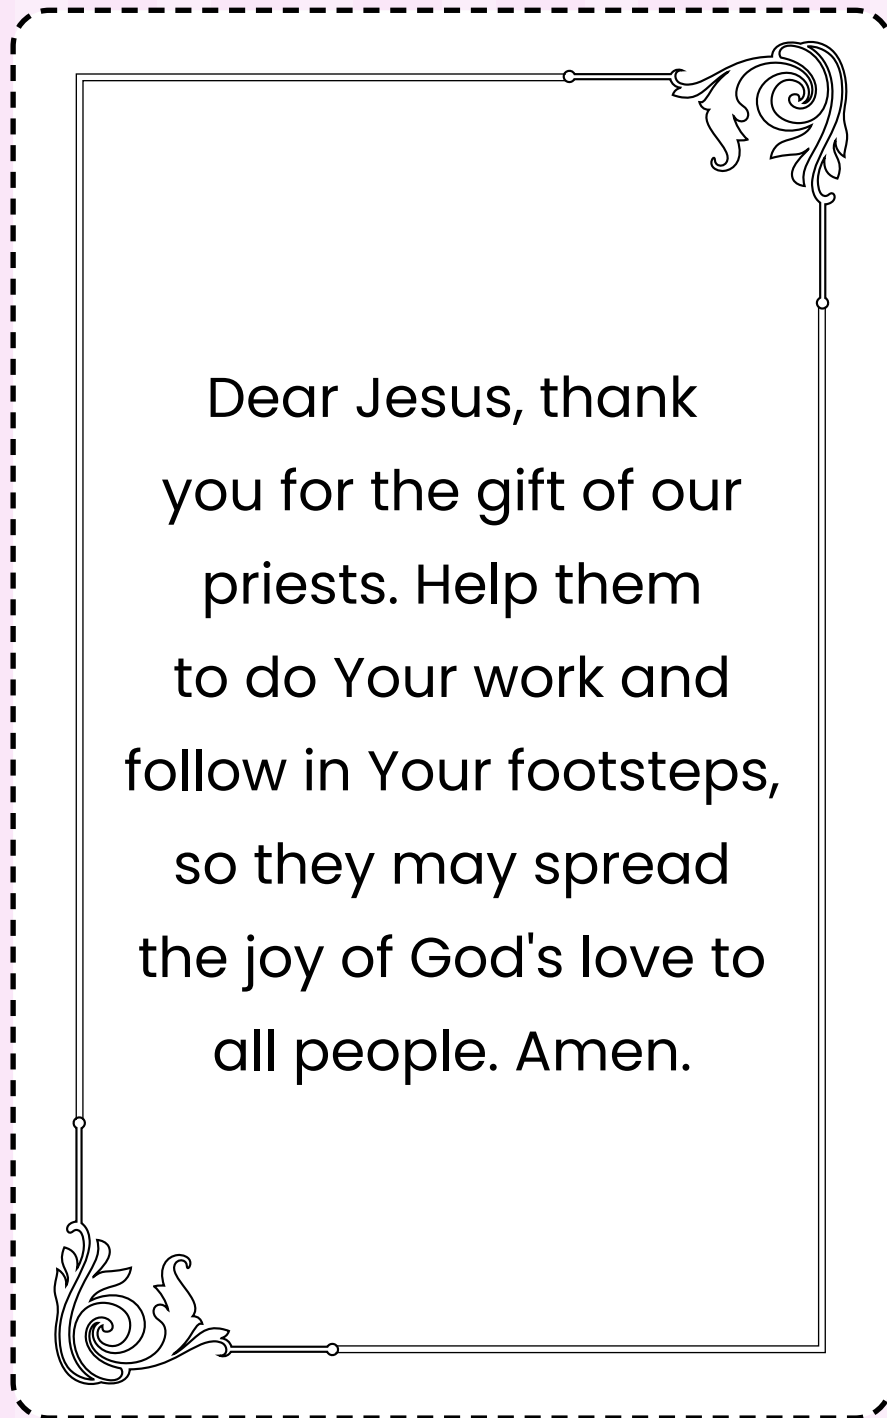 Dear Jesus, thank
you for the gift of our
priests. Help them
to do Your work and
follow in Your footsteps,
so they may spread
the joy of God's love to
all people. Amen.